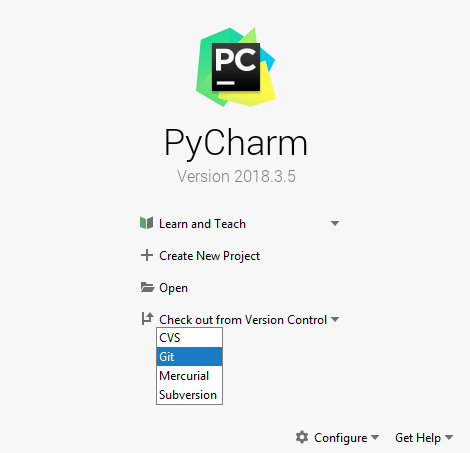 PC
PyCharm
Version 2018.3.5
Learn and Teach
Create New Project
Open
Check out from Version Control
CVS
Git
Mercurial
Subversion
Configure Get Help